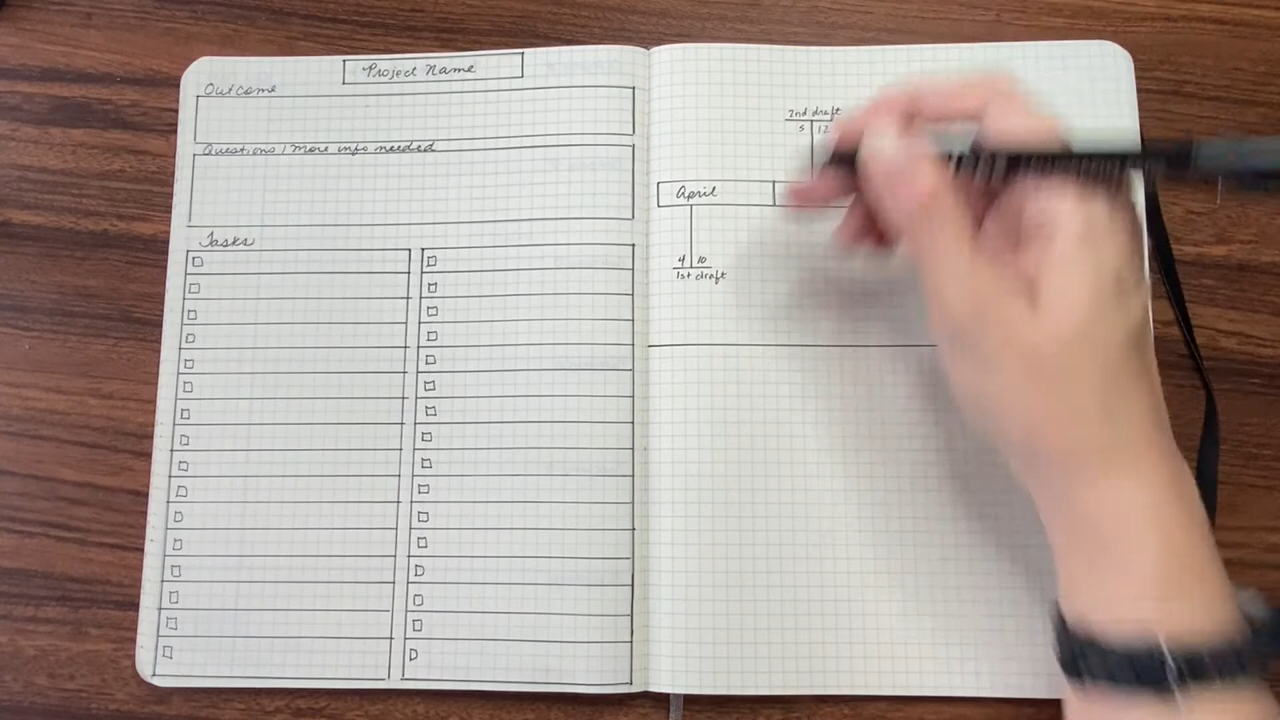 Project Name
Outcome
Questions / More info needed
Tasks
2nd draft
5 12
April
4 10
1st draft